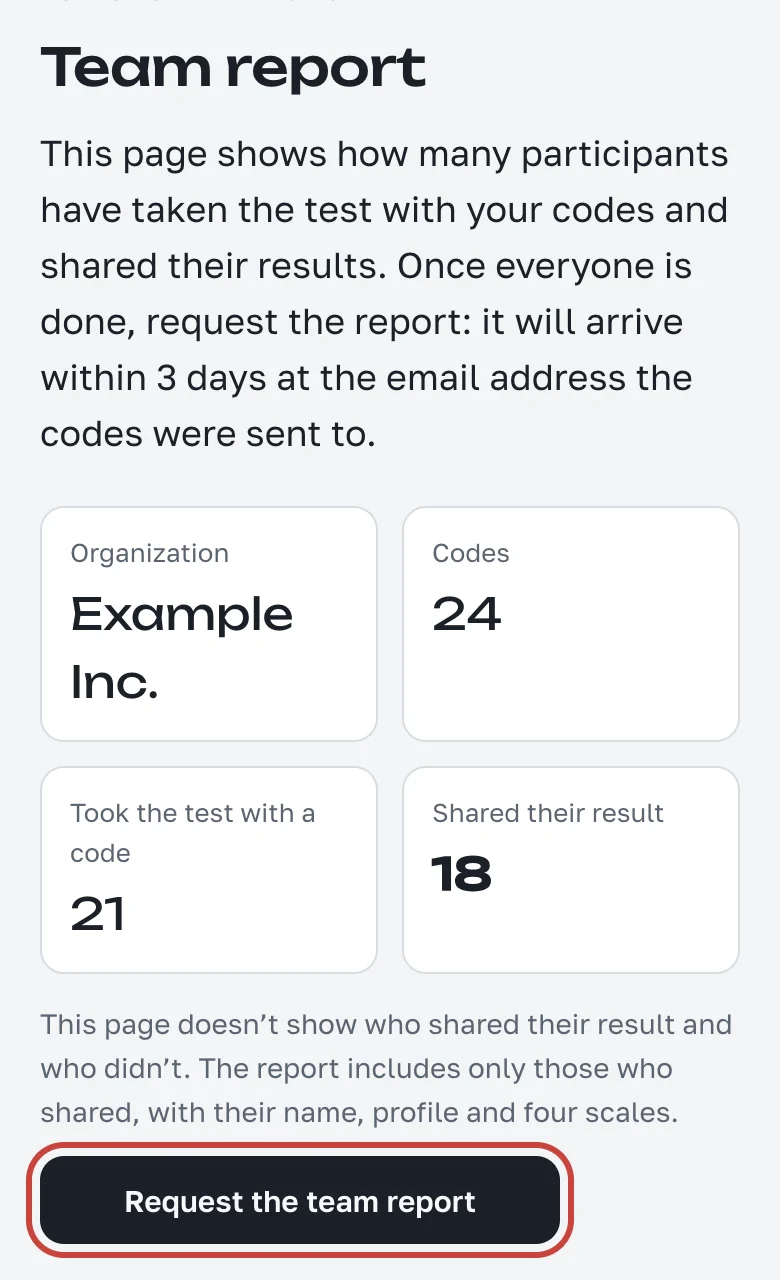 Team report
This page shows how many participants
have taken the test with your codes and
shared their results. Once everyone is
done, request the report: it will arrive
within 3 days at the email address the
codes were sent to.
Organization
Example
Inc.
Codes
24
Took the test with a
code
21
Shared their result
18
This page doesn’t show who shared their result and
who didn’t. The report includes only those who
shared, with their name, profile and four scales.
Request the team report